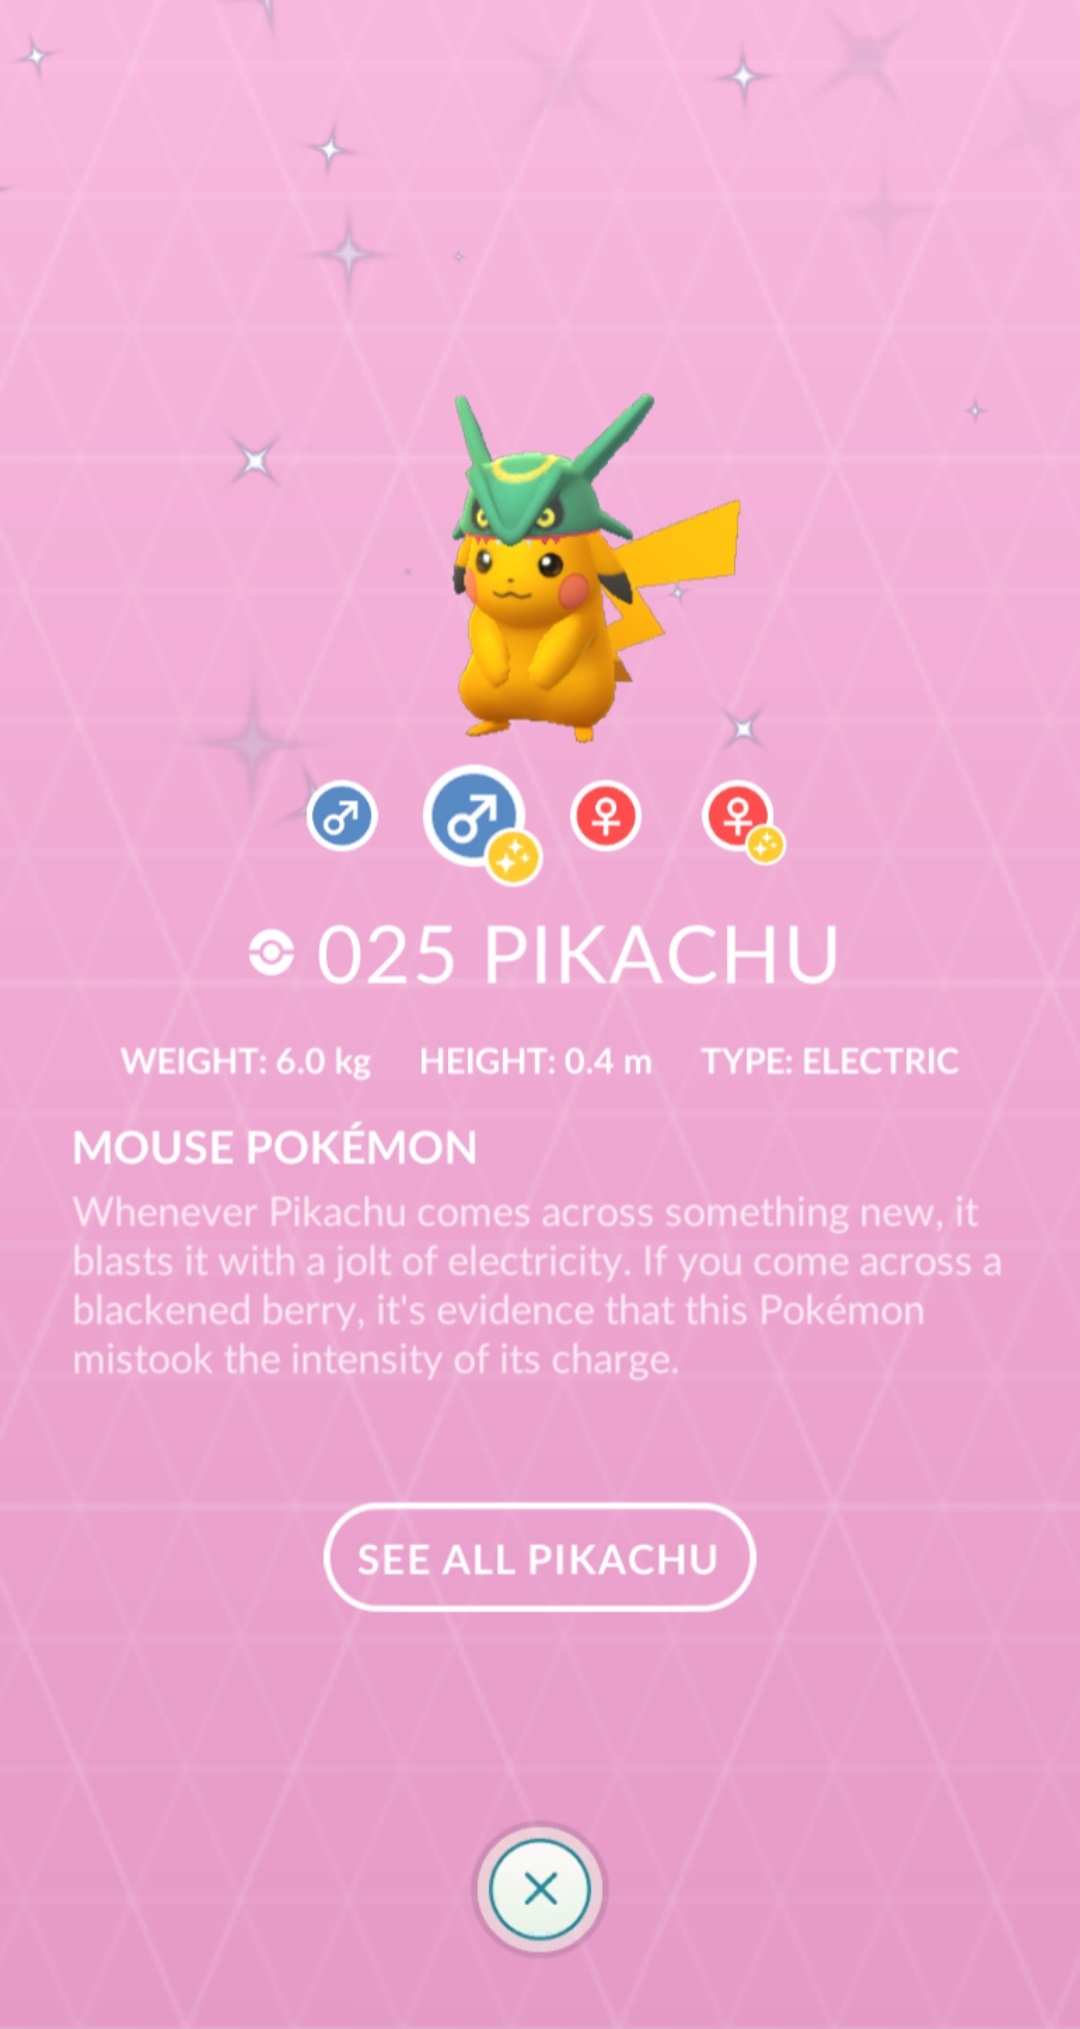 025 PIKACHU
WEIGHT: 6.0 kg HEIGHT: 0.4 m TYPE: ELECTRIC
MOUSE POKÉMON
Whenever Pikachu comes across something new, it
blasts it with a jolt of electricity. If you come across a
blackened berry, it's evidence that this Pokémon
mistook the intensity of its charge.
SEE ALL PIKACHU